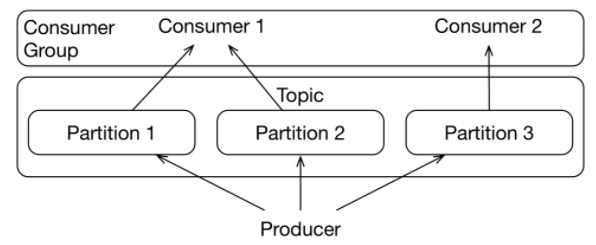 Consumer
Group
Consumer 1
Consumer 2
Topic
Partition 1
Partition 2
Partition 3
Producer